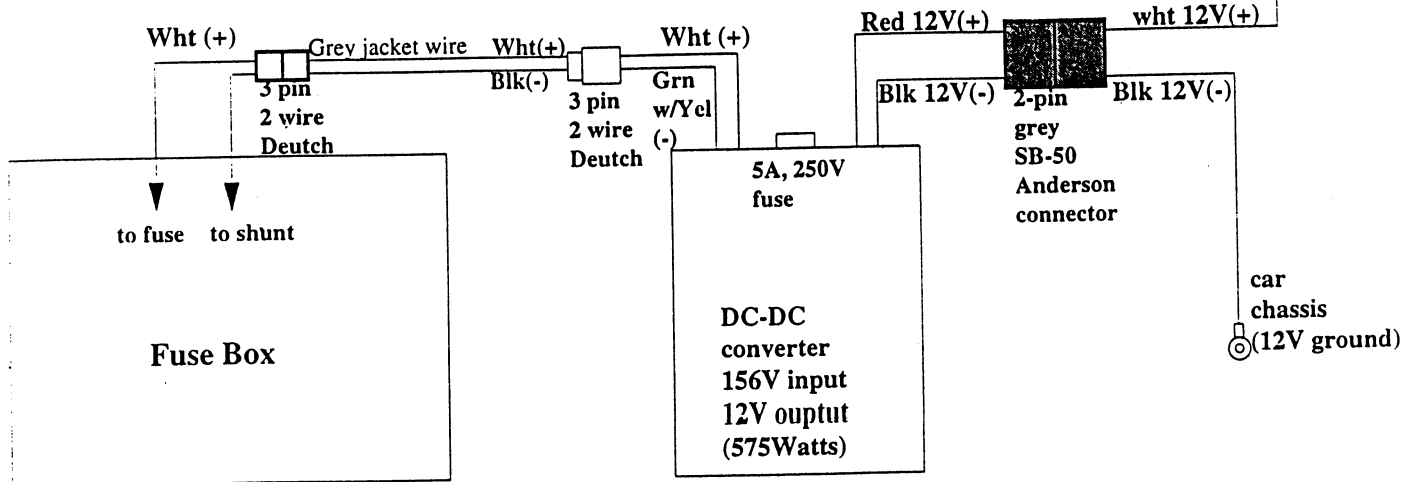 Wht (+)
Grey jacket wire
Wht(+)
Blk(-)
3 pin
2 wire
Deutch
3 pin
2 wire
Deutch
Wht (+)
Grn
w/Yel
(-)
Red 12V(+)
Blk 12V(-)
wht 12V(+)
Blk 12V(-)
2-pin
grey
SB-50
Anderson
connector
5A, 250V
fuse
to fuse
to shunt
Fuse Box
DC-DC
converter
156V input
12V ouptut
(575Watts)
car
chassis
(12V ground)